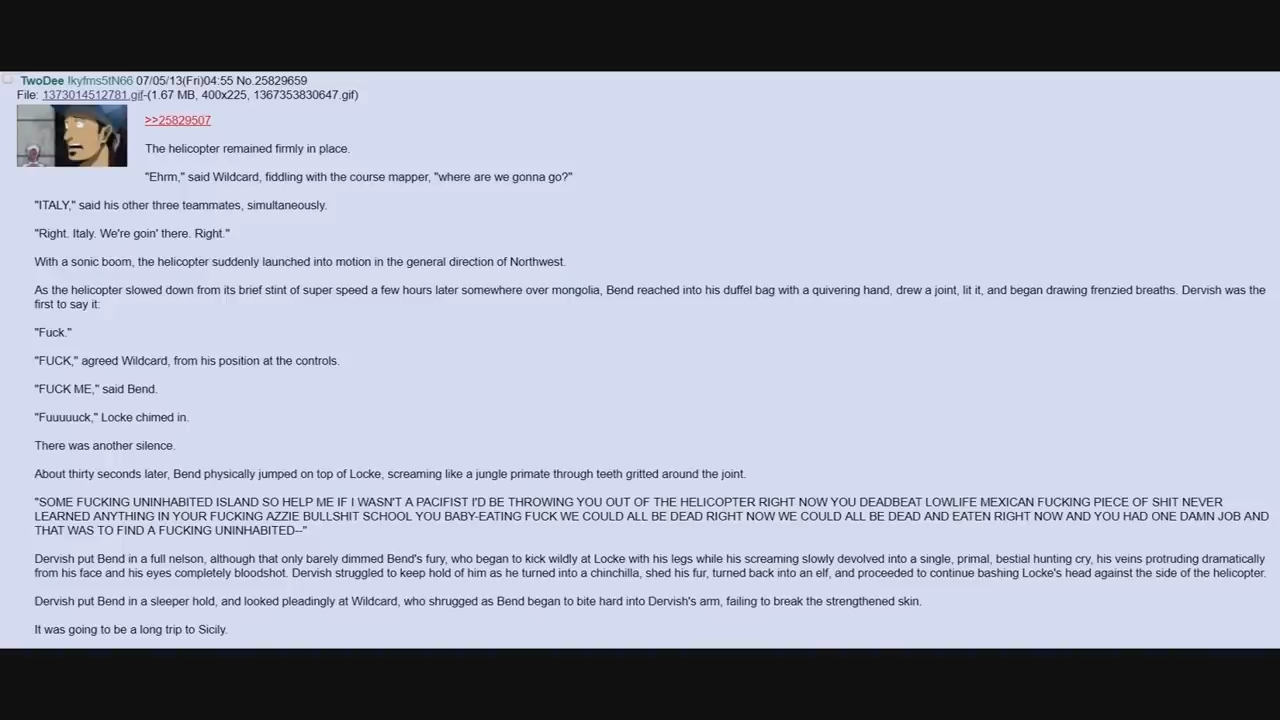 TwoDee !kyfms5tN66 07/05/13(Fri)04:55 No.25829659
File: 1373014512781.gif-(1.67 MB, 400x225, 1367353830647.gif)
>>25829507
The helicopter remained firmly in place.
"Ehrm," said Wildcard, fiddling with the course mapper, "where are we gonna go?"
"ITALY," said his other three teammates, simultaneously.
"Right. Italy. We're goin' there. Right."
With a sonic boom, the helicopter suddenly launched into motion in the general direction of Northwest.
As the helicopter slowed down from its brief stint of super speed a few hours later somewhere over mongolia, Bend reached into his duffel bag with a quivering hand, drew a joint, lit it, and began drawing frenzied breaths. Dervish was the
first to say it:
"Fuck."
"FUCK," agreed Wildcard, from his position at the controls.
"FUCK ME," said Bend.
"Fuuuuuck," Locke chimed in.
There was another silence.
About thirty seconds later, Bend physically jumped on top of Locke, screaming like a jungle primate through teeth gritted around the joint.
"SOME FUCKING UNINHABITED ISLAND SO HELP ME IF I WASN'T A PACIFIST I'D BE THROWING YOU OUT OF THE HELICOPTER RIGHT NOW YOU DEADBEAT LOWLIFE MEXICAN FUCKING PIECE OF SHIT NEVER
LEARNED ANYTHING IN YOUR FUCKING AZZIE BULLSHIT SCHOOL YOU BABY-EATING FUCK WE COULD ALL BE DEAD RIGHT NOW WE COULD ALL BE DEAD AND EATEN RIGHT NOW AND YOU HAD ONE DAMN JOB AND
THAT WAS TO FIND A FUCKING UNINHABITED--"
Dervish put Bend in a full nelson, although that only barely dimmed Bend's fury, who began to kick wildly at Locke with his legs while his screaming slowly devolved into a single, primal, bestial hunting cry, his veins protruding dramatically
from his face and his eyes completely bloodshot. Dervish struggled to keep hold of him as he turned into a chinchilla, shed his fur, turned back into an elf, and proceeded to continue bashing Locke's head against the side of the helicopter.
Dervish put Bend in a sleeper hold, and looked pleadingly at Wildcard, who shrugged as Bend began to bite hard into Dervish's arm, failing to break the strengthened skin.
It was going to be a long trip to Sicily.